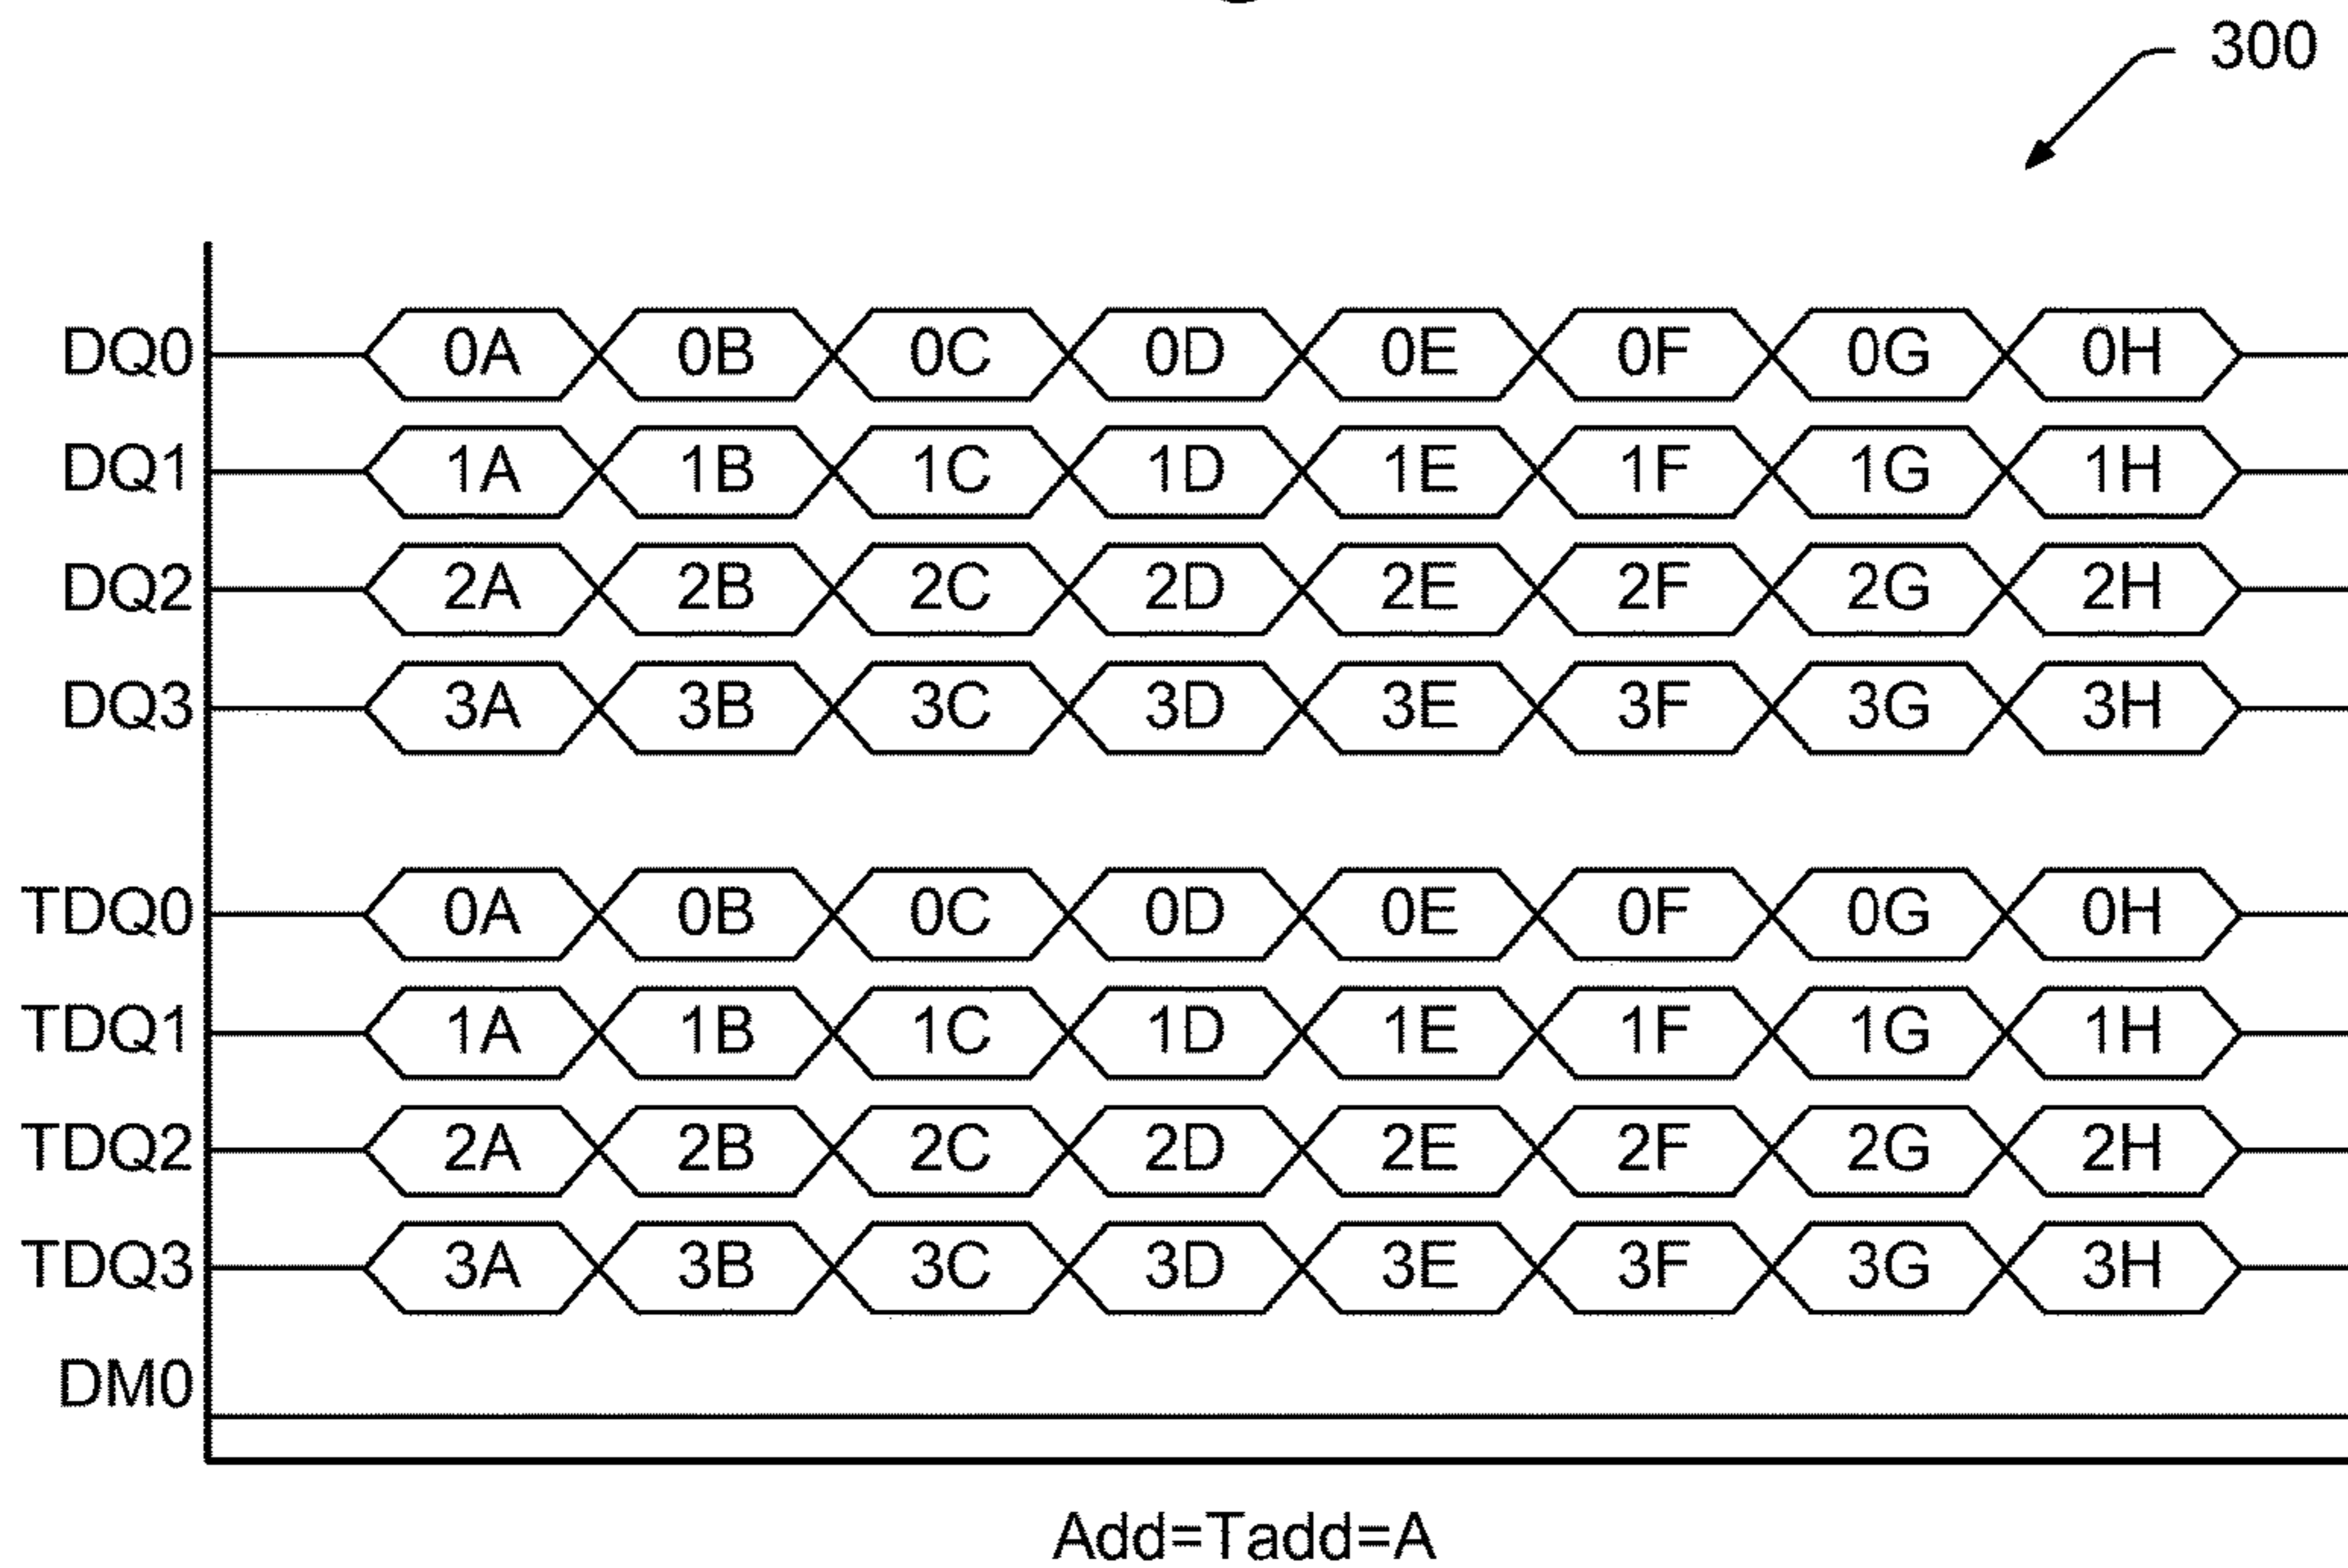 300
DQ0 0A 0B 0C 0D 0E 0F 0G 0H
DQ1 1A 1B 1C 1D 1E 1F 1G 1H
DQ2 2A 2B 2C 2D 2E 2F 2G 2H
DQ3 3A 3B 3C 3D 3E 3F 3G 3H
TDQ0 0A 0B 0C 0D 0E 0F 0G 0H
TDQ1 1A 1B 1C 1D 1E 1F 1G 1H
TDQ2 2A 2B 2C 2D 2E 2F 2G 2H
TDQ3 3A 3B 3C 3D 3E 3F 3G 3H
DM0
Add=Tadd=A